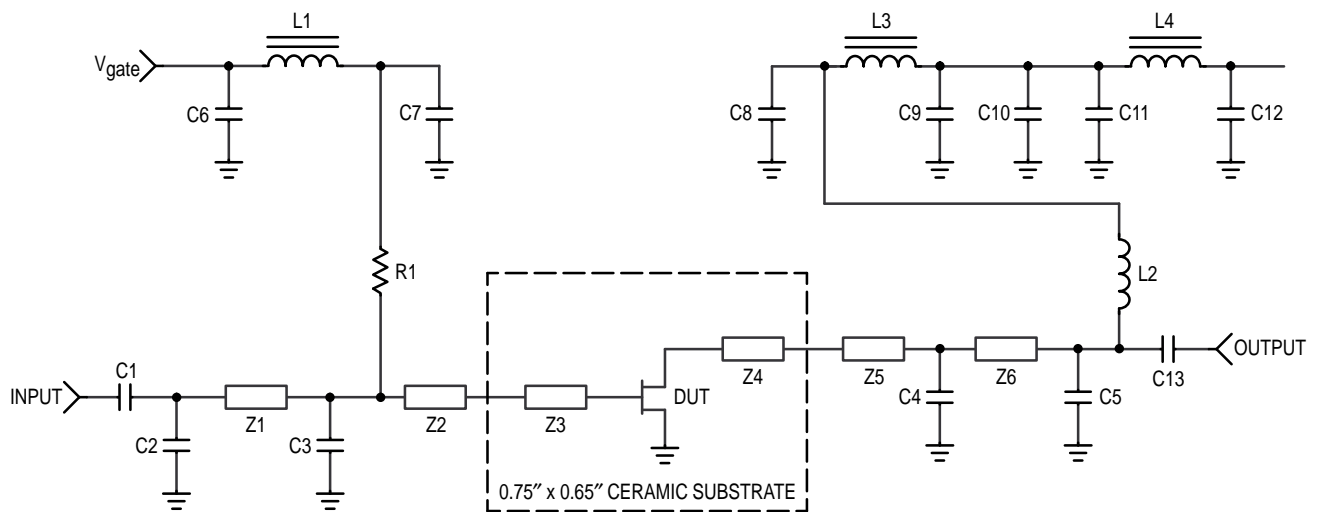 L1
L3
L4
Vgate
C6
C7
C8
C9
C10
C11
C12
R1
L2
INPUT
C1
C2
Z1
C3
Z2
Z3
DUT
Z4
Z5
C4
Z6
C5
C13
OUTPUT
0.75″ x 0.65″ CERAMIC SUBSTRATE